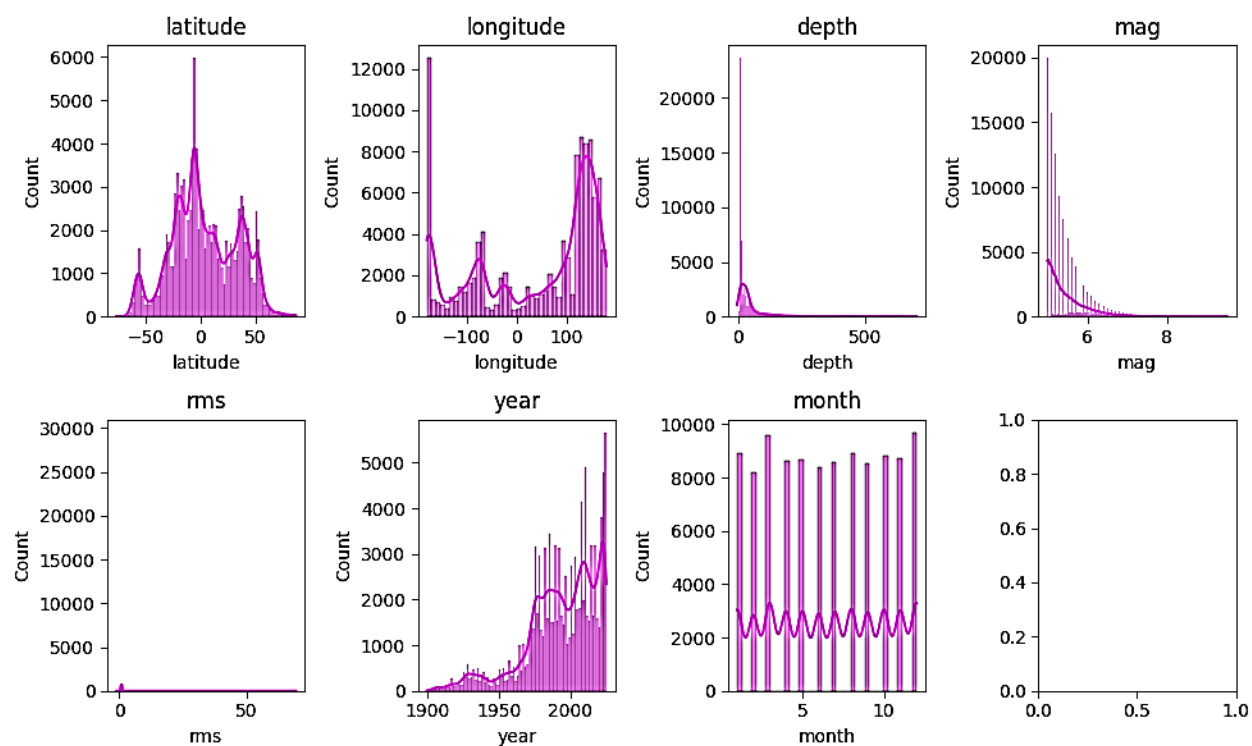 latitude
6000
5000
4000
3000
2000
1000
0
Count
−50 0 50
latitude
longitude
12000
10000
8000
6000
4000
2000
0
Count
−100 0 100
longitude
depth
20000
15000
10000
5000
0
Count
0 500
depth
mag
20000
15000
10000
5000
0
Count
6 8
mag
rms
30000
25000
20000
15000
10000
5000
0
Count
0 50
rms
year
5000
4000
3000
2000
1000
0
Count
1900 1950 2000
year
month
10000
8000
6000
4000
2000
0
Count
5 10
month
1.0
0.8
0.6
0.4
0.2
0.0
0.0 0.5 1.0